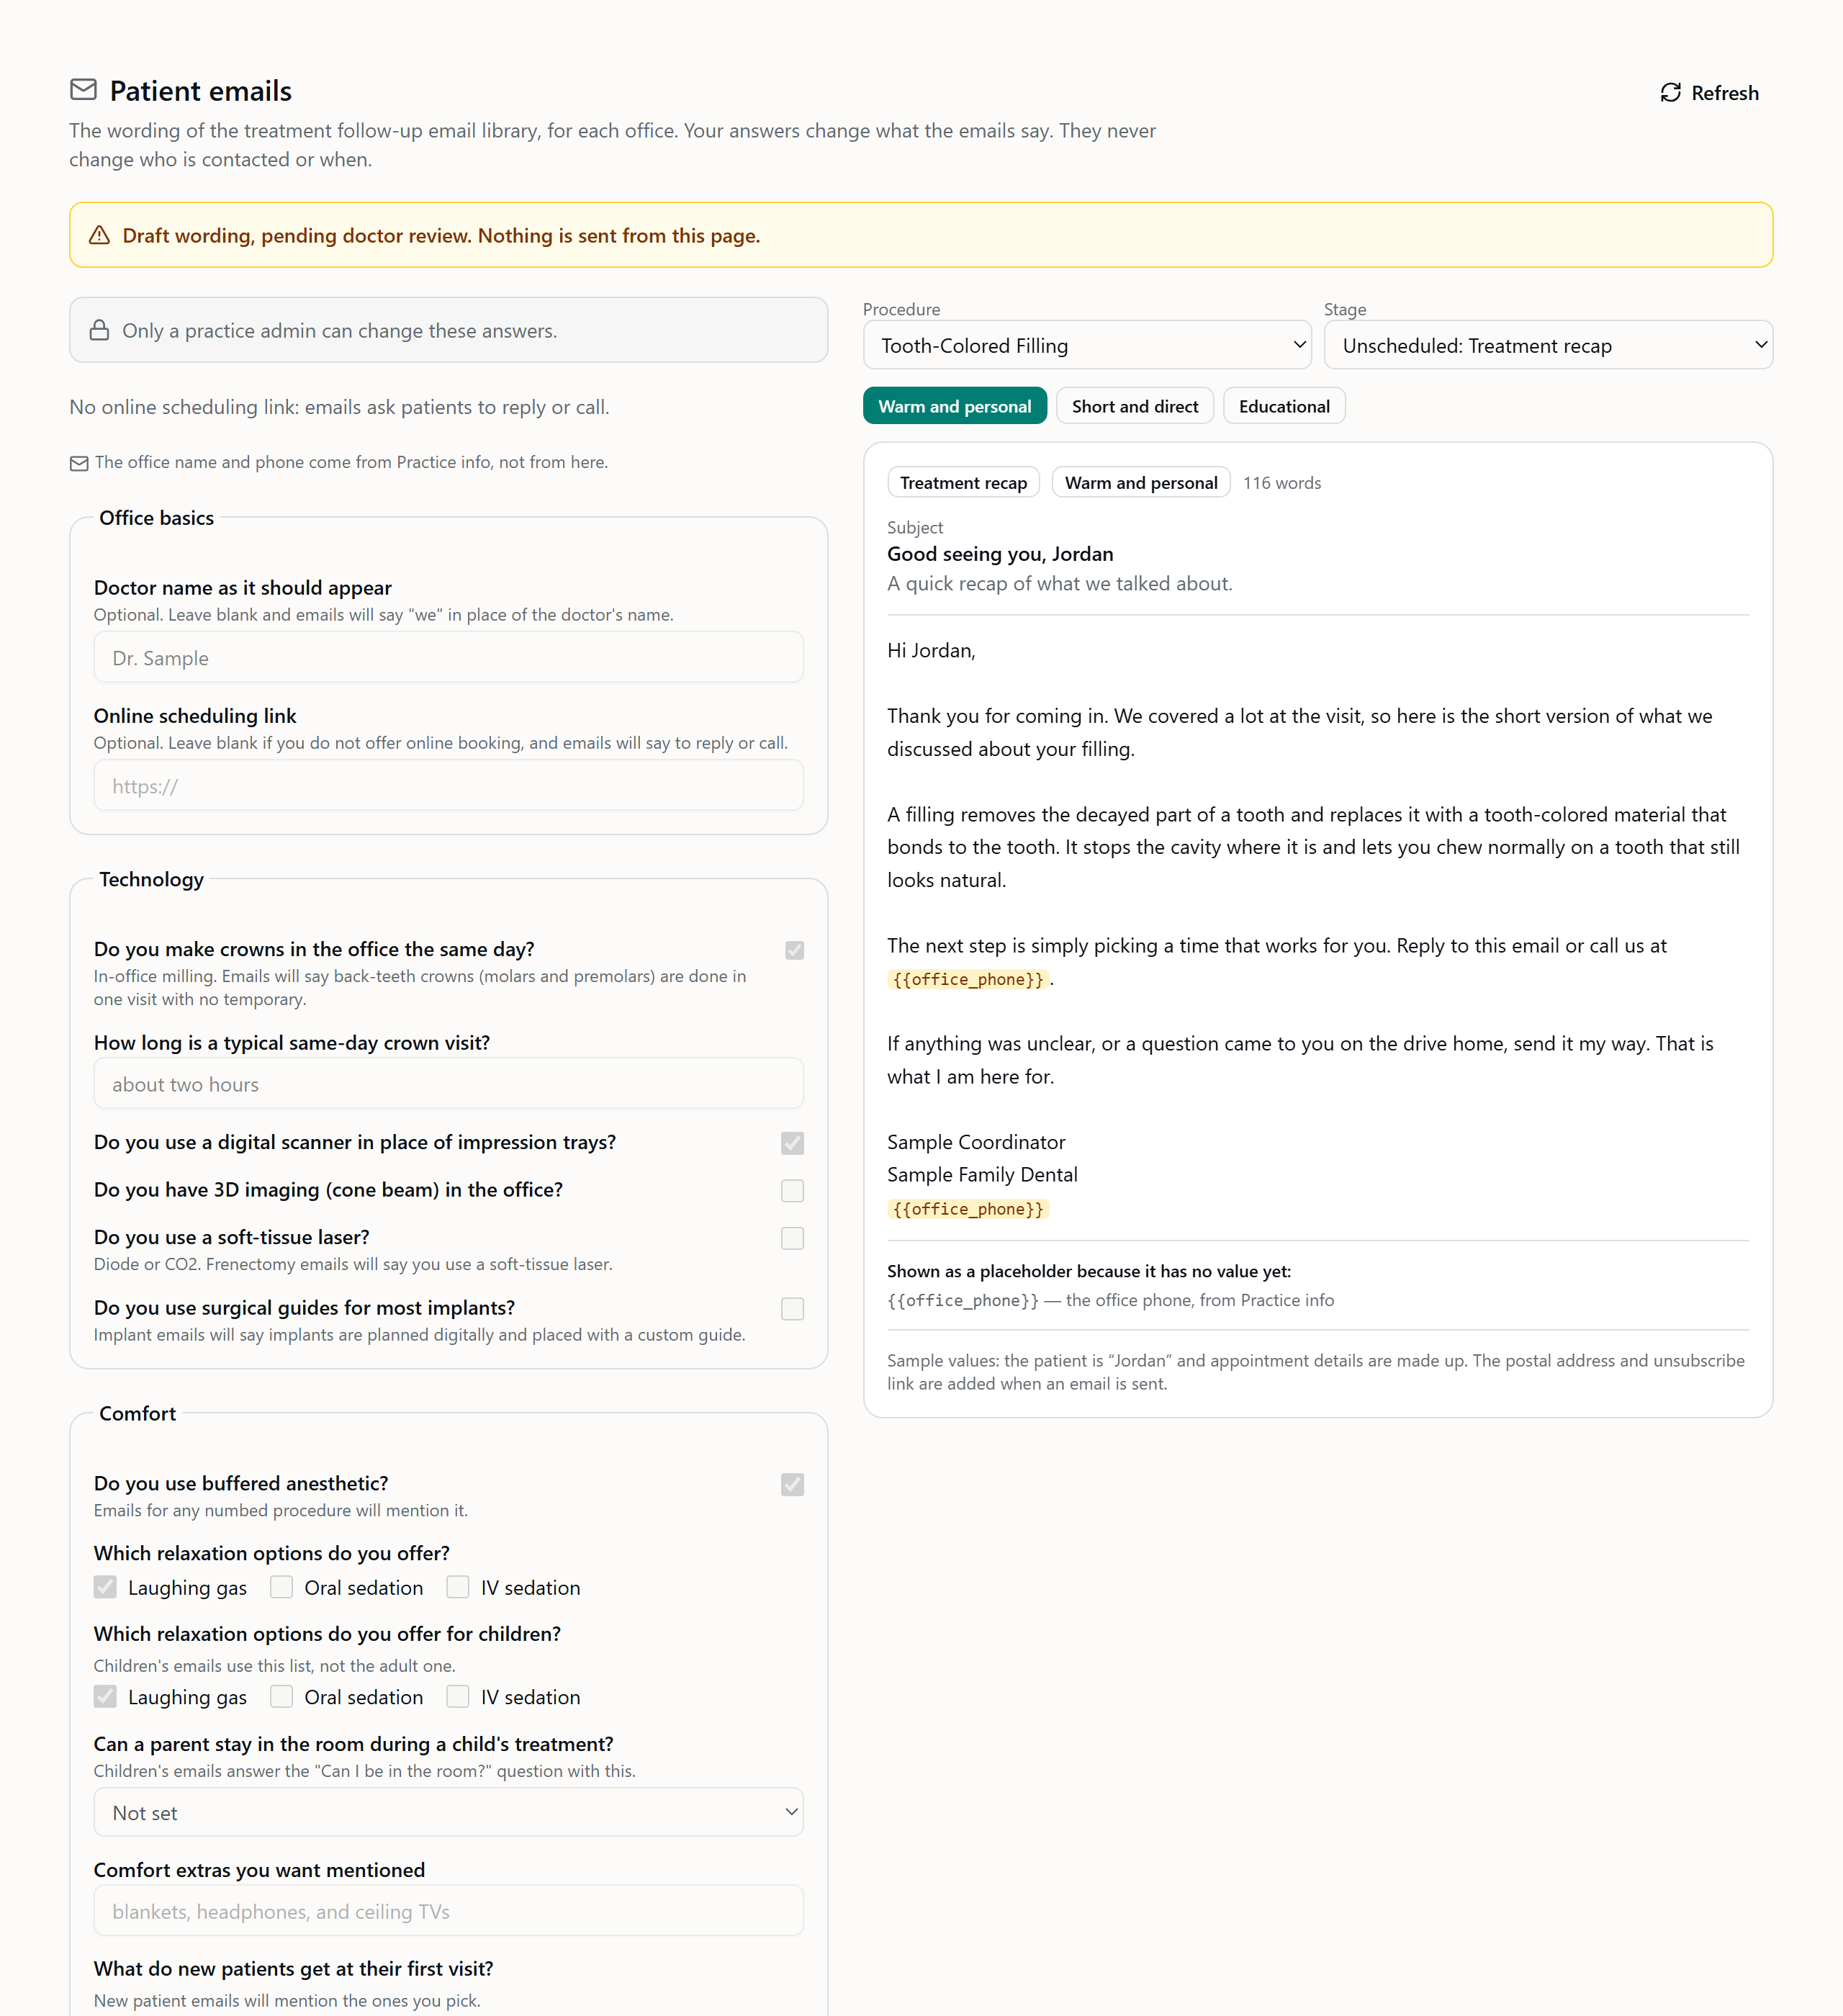 Patient emails
Refresh
The wording of the treatment follow-up email library, for each office. Your answers change what the emails say. They never
change who is contacted or when.
Draft wording, pending doctor review. Nothing is sent from this page.
Only a practice admin can change these answers.
No online scheduling link: emails ask patients to reply or call.
The office name and phone come from Practice info, not from here.
Office basics
Doctor name as it should appear
Optional. Leave blank and emails will say "we" in place of the doctor's name.
Dr. Sample
Online scheduling link
Optional. Leave blank if you do not offer online booking, and emails will say to reply or call.
https://
Technology
Do you make crowns in the office the same day?
In-office milling. Emails will say back-teeth crowns (molars and premolars) are done in
one visit with no temporary.
How long is a typical same-day crown visit?
about two hours
Do you use a digital scanner in place of impression trays?
Do you have 3D imaging (cone beam) in the office?
Do you use a soft-tissue laser?
Diode or CO2. Frenectomy emails will say you use a soft-tissue laser.
Do you use surgical guides for most implants?
Implant emails will say implants are planned digitally and placed with a custom guide.
Comfort
Do you use buffered anesthetic?
Emails for any numbed procedure will mention it.
Which relaxation options do you offer?
Laughing gas Oral sedation IV sedation
Which relaxation options do you offer for children?
Children's emails use this list, not the adult one.
Laughing gas Oral sedation IV sedation
Can a parent stay in the room during a child's treatment?
Children's emails answer the "Can I be in the room?" question with this.
Not set
Comfort extras you want mentioned
blankets, headphones, and ceiling TVs
What do new patients get at their first visit?
New patient emails will mention the ones you pick.
Procedure
Tooth-Colored Filling
Stage
Unscheduled: Treatment recap
Warm and personal
Short and direct
Educational
Treatment recap Warm and personal 116 words
Subject
Good seeing you, Jordan
A quick recap of what we talked about.
Hi Jordan,
Thank you for coming in. We covered a lot at the visit, so here is the short version of what we
discussed about your filling.
A filling removes the decayed part of a tooth and replaces it with a tooth-colored material that
bonds to the tooth. It stops the cavity where it is and lets you chew normally on a tooth that still
looks natural.
The next step is simply picking a time that works for you. Reply to this email or call us at
{{office_phone}}.
If anything was unclear, or a question came to you on the drive home, send it my way. That is
what I am here for.
Sample Coordinator
Sample Family Dental
{{office_phone}}
Shown as a placeholder because it has no value yet:
{{office_phone}} — the office phone, from Practice info
Sample values: the patient is “Jordan” and appointment details are made up. The postal address and unsubscribe
link are added when an email is sent.